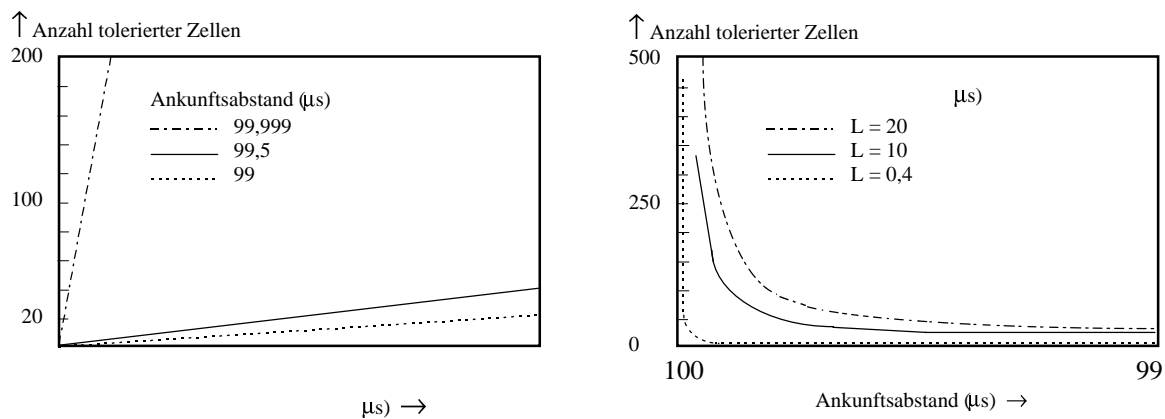 ↑ Anzahl tolerierter Zellen
200
100
20
Ankunftsabstand (µs)
99,999
99,5
99
µs) →
↑ Anzahl tolerierter Zellen
500
250
0
µs)
L = 20
L = 10
L = 0,4
100
99
Ankunftsabstand (µs) →